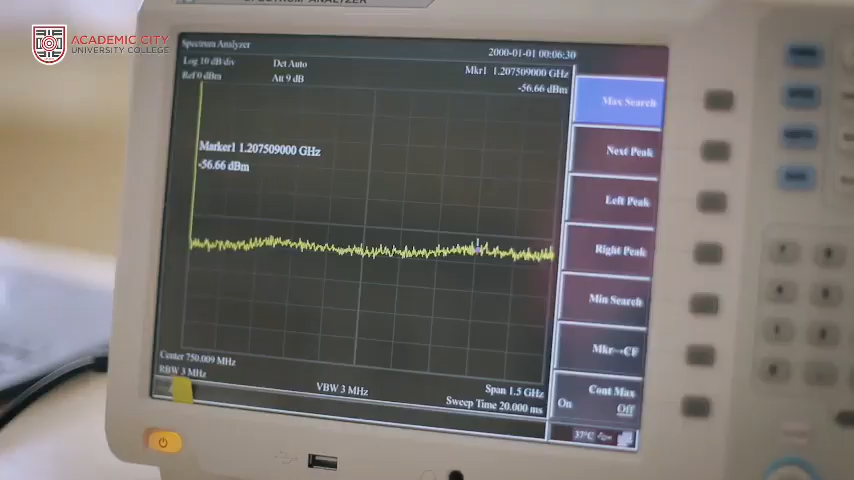 ACADEMIC CITY
UNIVERSITY COLLEGE
SPECTRUM ANALYZER
Spectrum Analyzer
2000-01-01 00:06:30
Log 10 dB/div
Det Auto
Mkr1 1.207509000 GHz
Ref 0 dBm
Att 9 dB
-56.66 dBm
Marker1 1.207509000 GHz
-56.66 dBm
Max Search
Next Peak
Left Peak
Right Peak
Min Search
Mkr→CF
Cont Max
On Off
Center 750.009 MHz
RBW 3 MHz
VBW 3 MHz
Span 1.5 GHz
Sweep Time 20.000 ms
37°C